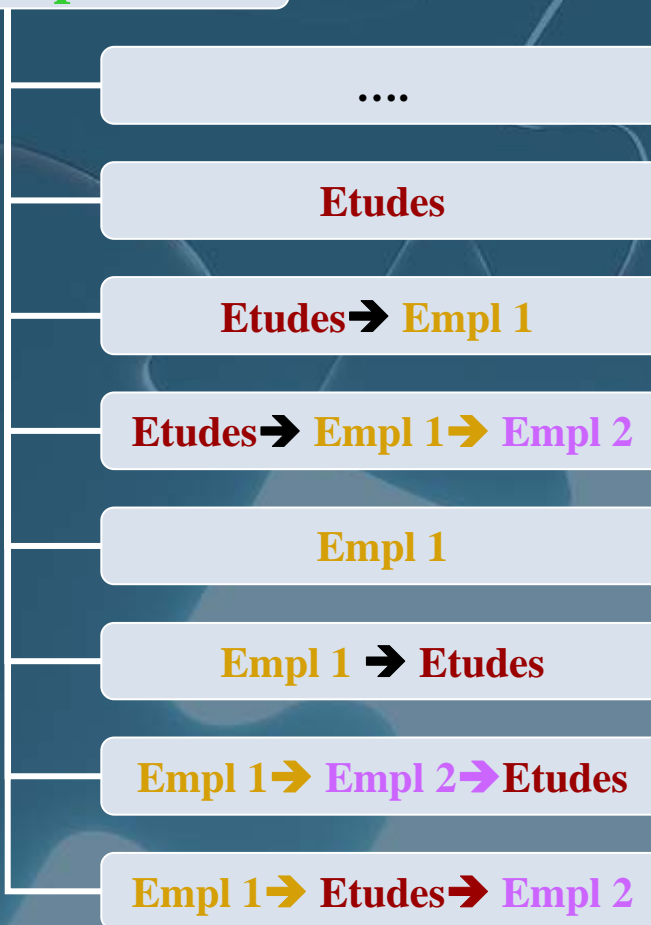 ....
Etudes
Etudes➔ Empl 1
Etudes➔ Empl 1➔ Empl 2
Empl 1
Empl 1 ➔ Etudes
Empl 1➔ Empl 2➔Etudes
Empl 1➔ Etudes➔ Empl 2